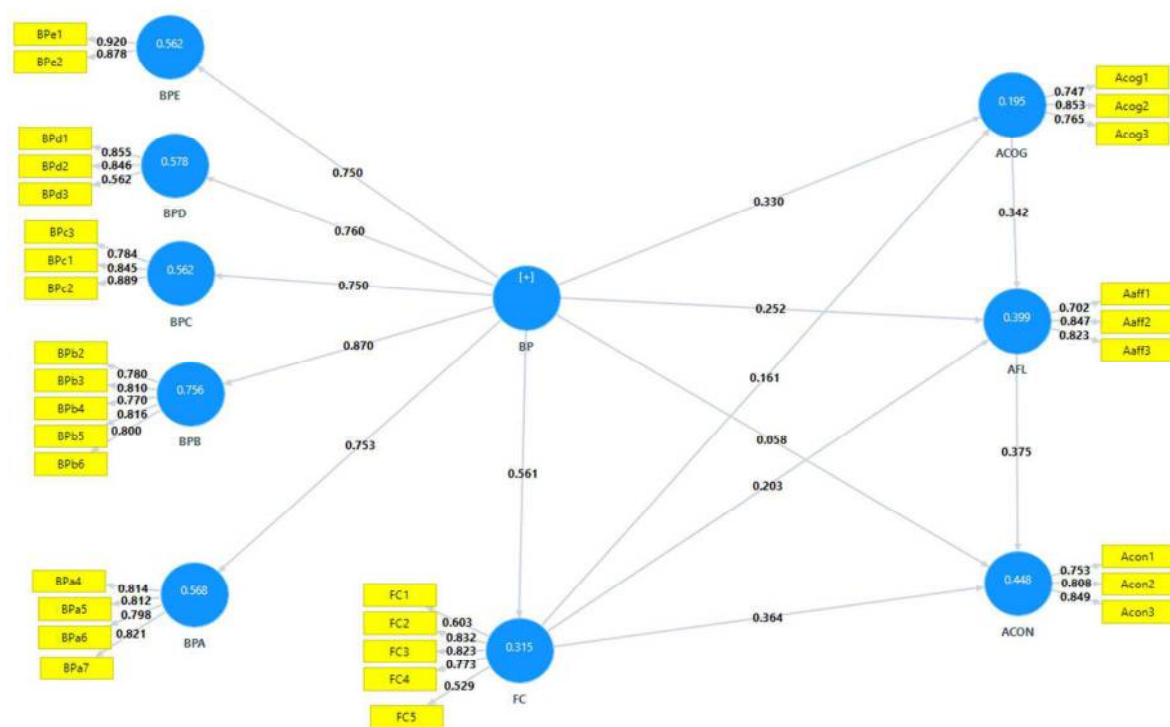 BPe1
0.920
0.562
BPe2
0.878
BPE
BPd1
0.855
BPd2
0.846
0.578
BPd3
0.562
BPD
BPc3
0.784
BPc1
0.845
0.562
BPc2
0.889
BPC
BPb2
0.780
BPb3
0.810
BPb4
0.770
0.756
BPb5
0.816
BPb6
0.800
BPB
BPa4
0.814
BPa5
0.812
0.568
BPa6
0.798
BPa7
0.821
BPA
0.750
0.760
0.750
0.870
0.753
[+]
BP
0.561
0.330
0.252
0.161
0.058
0.203
0.364
FC1
0.603
FC2
0.832
FC3
0.823
0.315
FC4
0.773
FC5
0.529
FC
0.195
ACOG
0.747
Acog1
0.853
Acog2
0.765
Acog3
0.342
0.399
AFL
0.702
Aaff1
0.847
Aaff2
0.823
Aaff3
0.375
0.448
ACON
0.753
Acon1
0.808
Acon2
0.849
Acon3